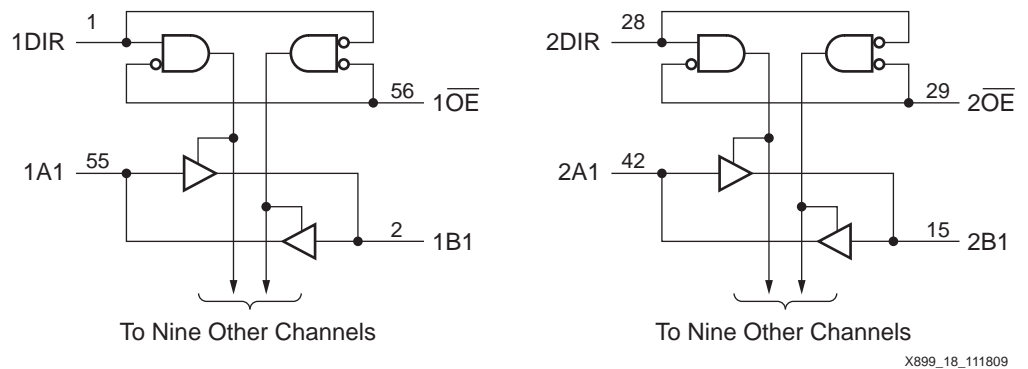 1DIR 1
56 1OE
1A1 55
2 1B1
To Nine Other Channels
2DIR 28
29 2OE
2A1 42
15 2B1
To Nine Other Channels
X899_18_111809